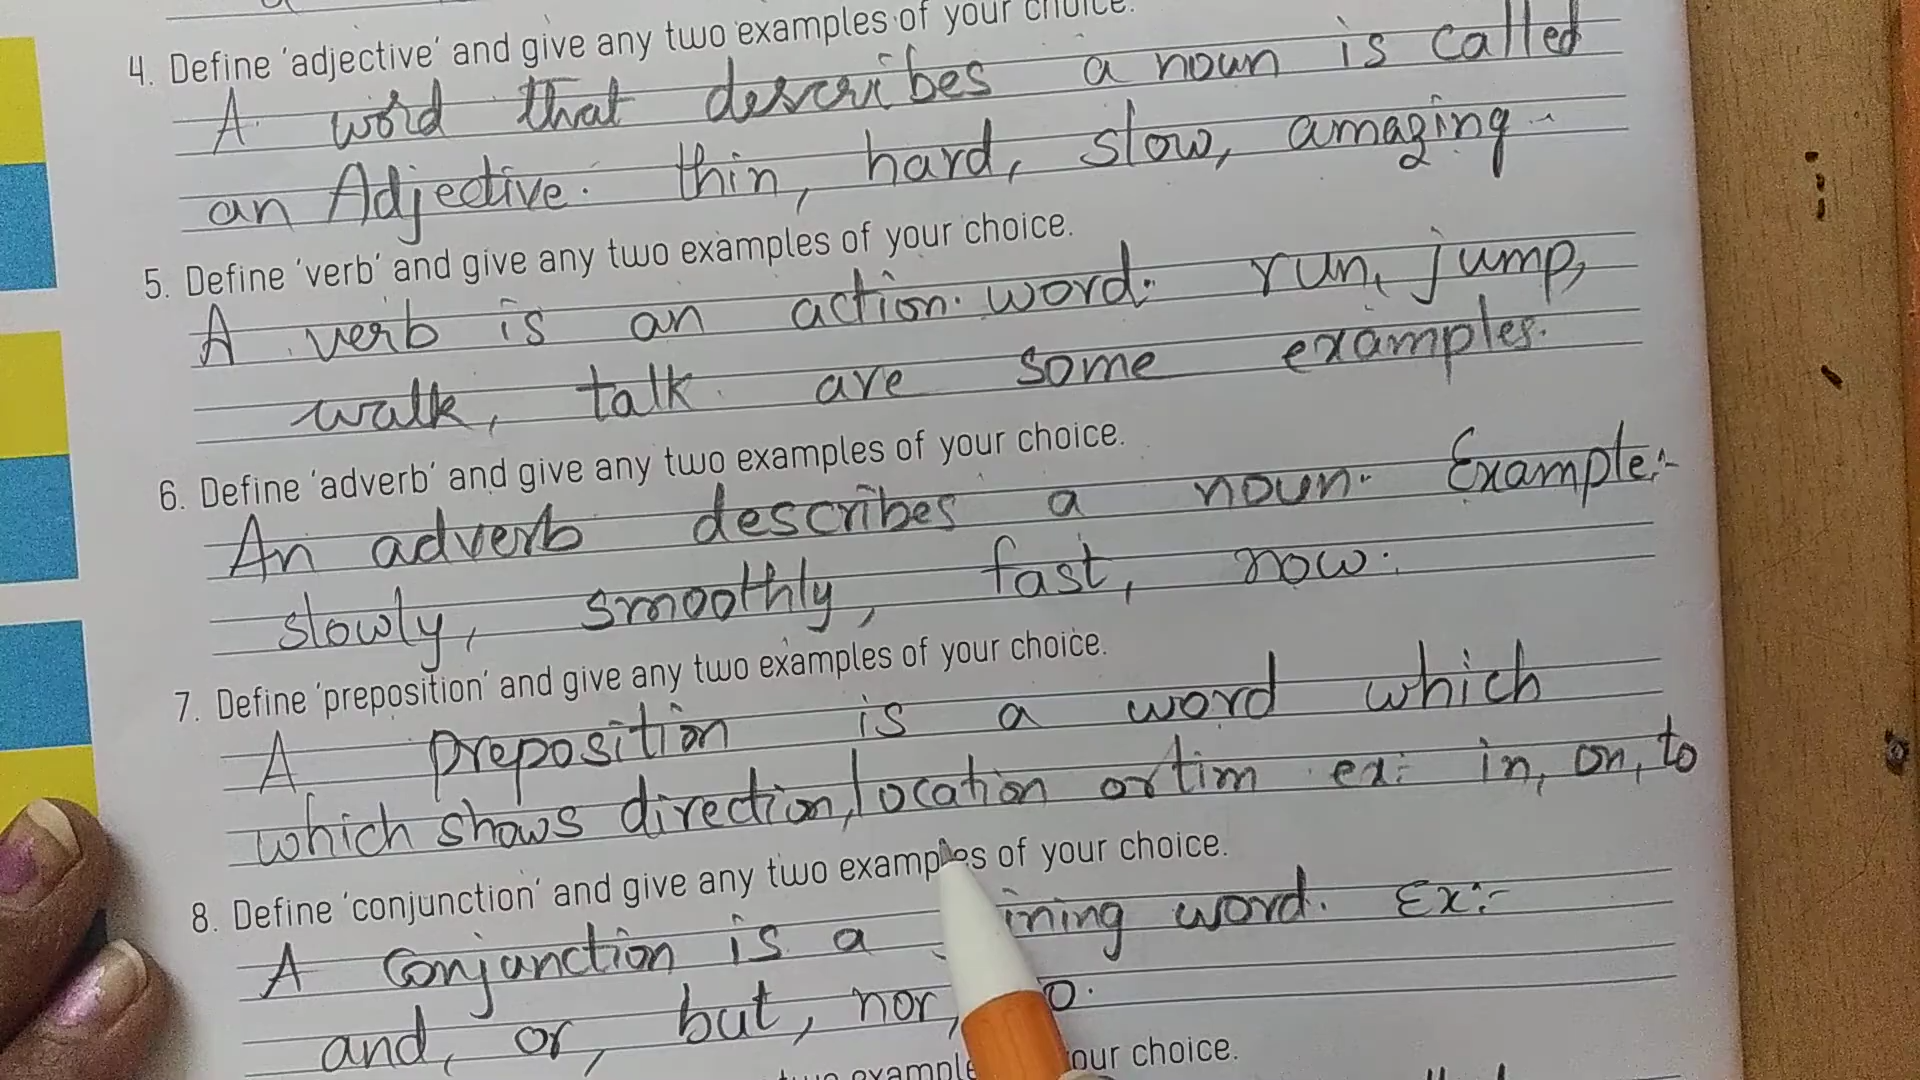 4. Define 'adjective' and give any two examples of your choice.
A word that describes a noun is called
an Adjective. thin, hard, slow, amazing
5. Define 'verb' and give any two examples of your choice.
A verb is an action word. run, jump,
walk, talk are some examples.
6. Define 'adverb' and give any two examples of your choice.
An adverb describes a noun. Example:-
slowly, smoothly, fast, now.
7. Define 'preposition' and give any two examples of your choice.
A preposition is a word which
which shows direction, location or tim ex: in, on, to
8. Define 'conjunction' and give any two examples of your choice.
A conjunction is a ining word. Ex:-
and, or, but, nor, o.
your choice.